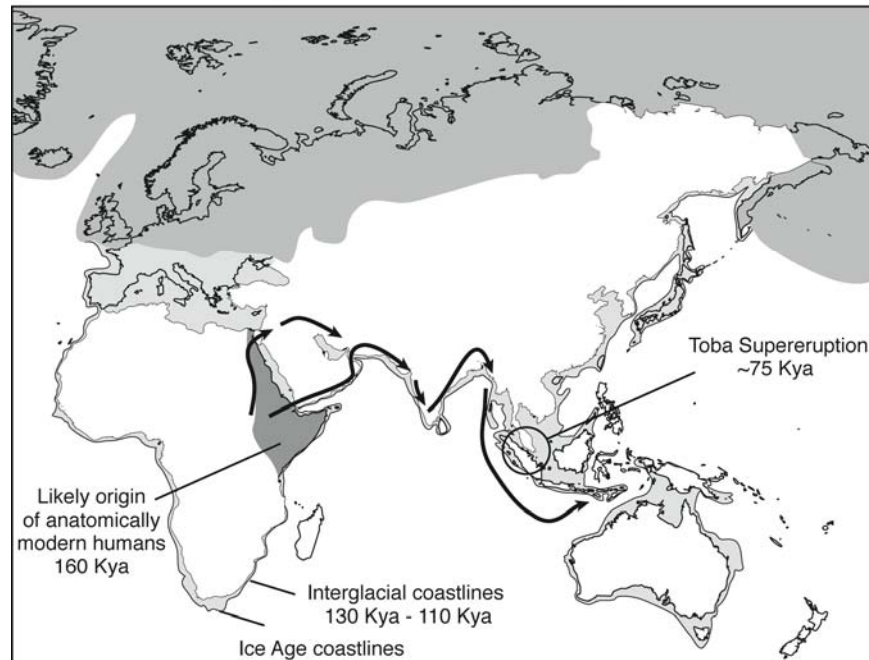 Toba Supereruption
~75 Kya
Likely origin
of anatomically
modern humans
160 Kya
Interglacial coastlines
130 Kya - 110 Kya
Ice Age coastlines